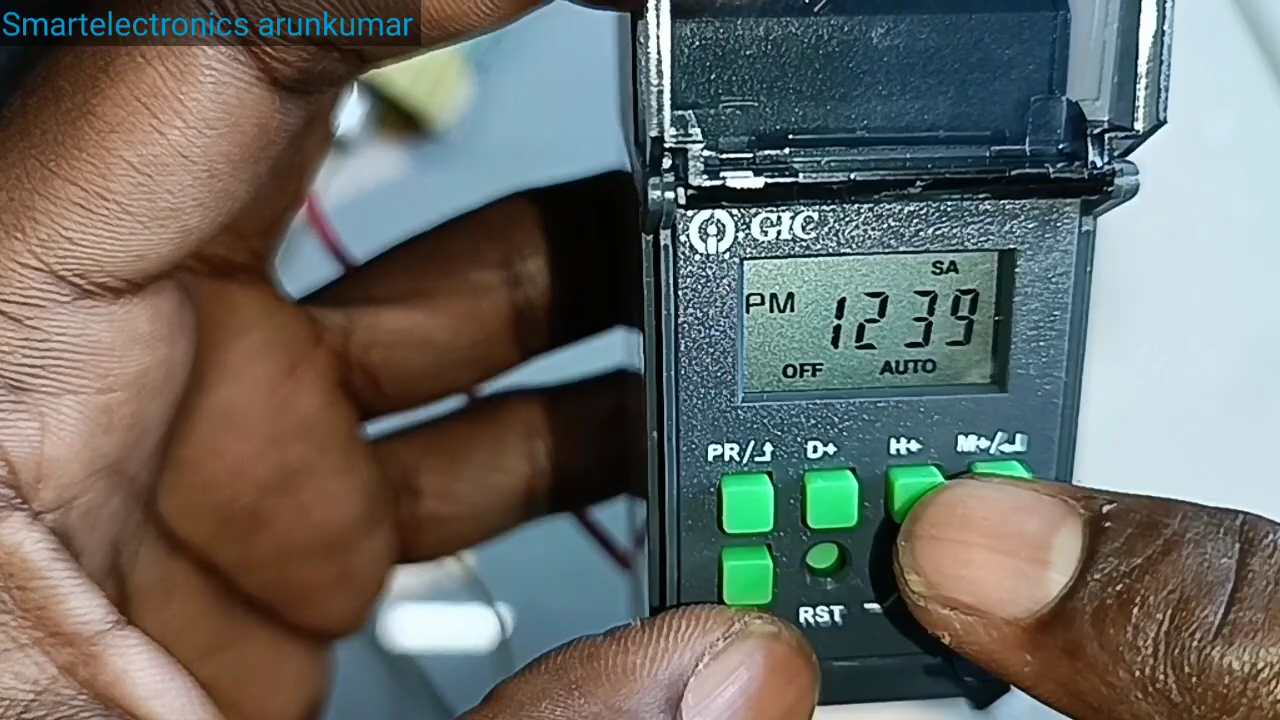 Smartelectronics arunkumar
GIC
SA
PM 1239
OFF AUTO
PR/⮥ D+ H+ M+/↵
RST